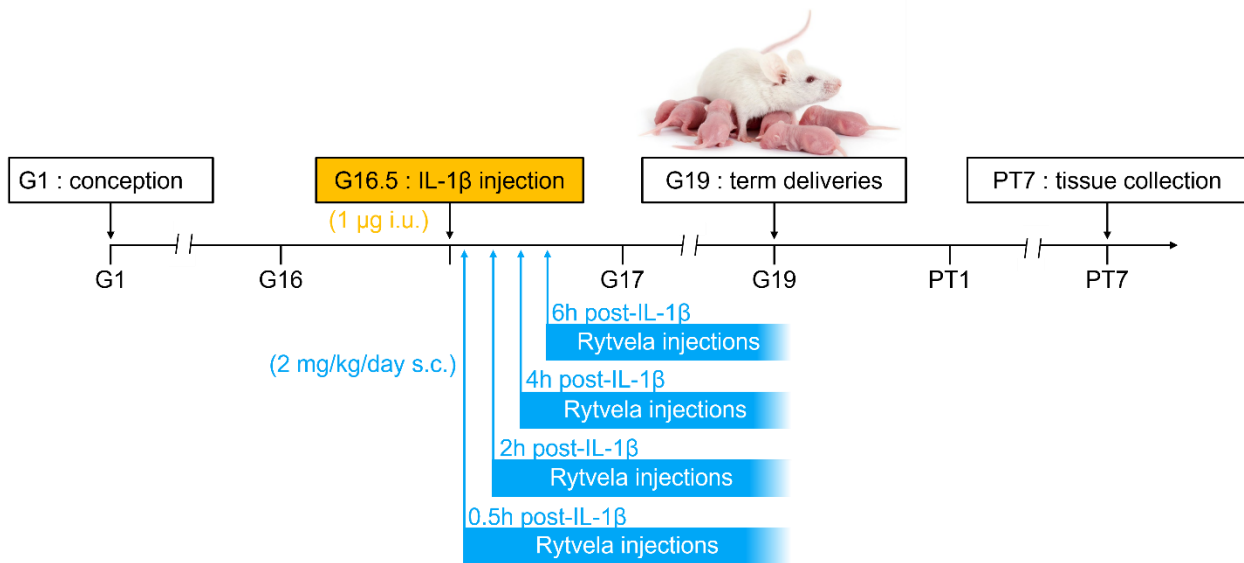 G1 : conception
G16.5 : IL-1β injection
G19 : term deliveries
PT7 : tissue collection
(1 µg i.u.)
G1
G16
G17
G19
PT1
PT7
6h post-IL-1β
Rytvela injections
(2 mg/kg/day s.c.)
4h post-IL-1β
Rytvela injections
2h post-IL-1β
Rytvela injections
0.5h post-IL-1β
Rytvela injections